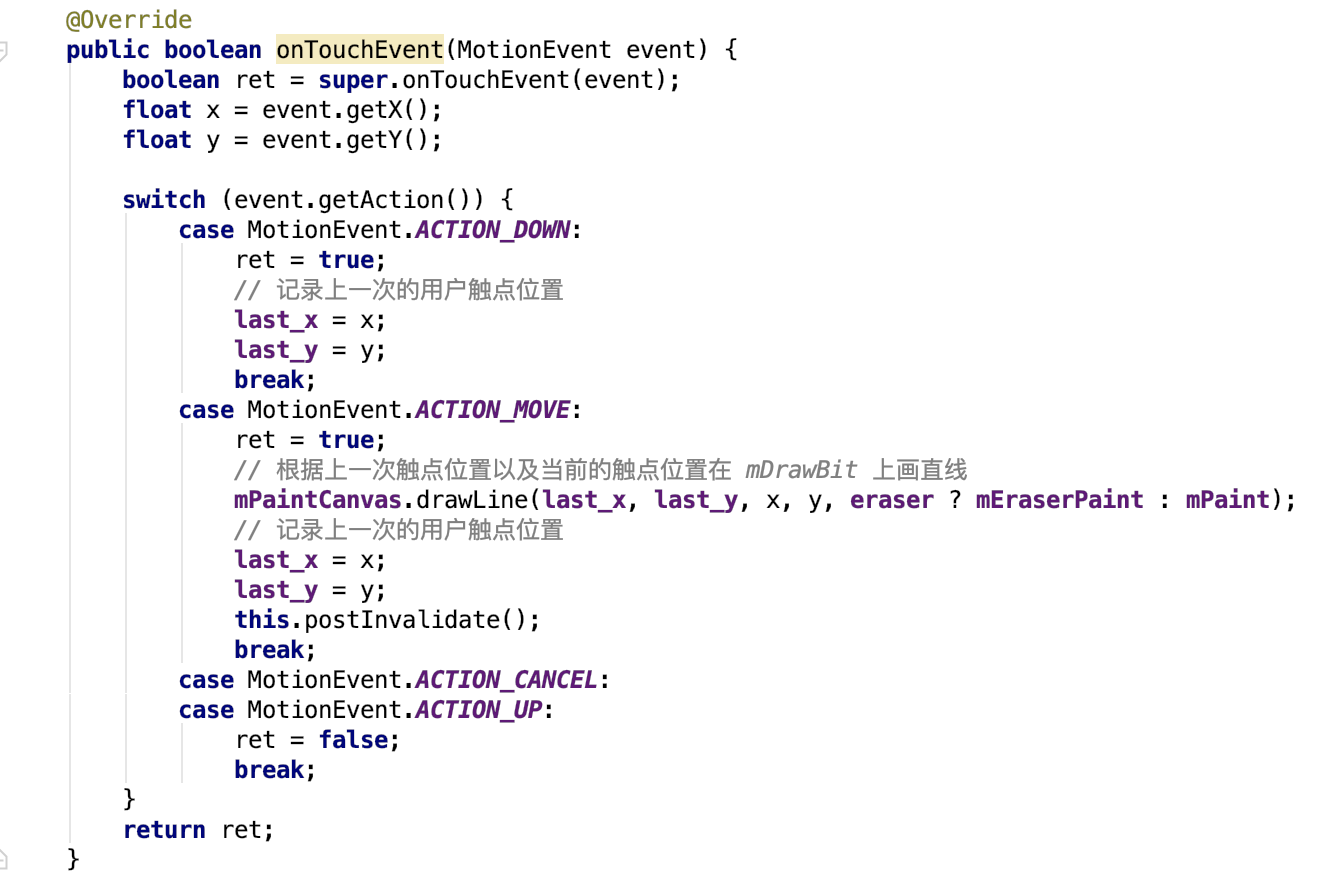 @Override
public boolean onTouchEvent(MotionEvent event) {
    boolean ret = super.onTouchEvent(event);
    float x = event.getX();
    float y = event.getY();

    switch (event.getAction()) {
        case MotionEvent.ACTION_DOWN:
            ret = true;
            // 记录上一次的用户触点位置
            last_x = x;
            last_y = y;
            break;
        case MotionEvent.ACTION_MOVE:
            ret = true;
            // 根据上一次触点位置以及当前的触点位置在 mDrawBit 上画直线
            mPaintCanvas.drawLine(last_x, last_y, x, y, eraser ? mEraserPaint : mPaint);
            // 记录上一次的用户触点位置
            last_x = x;
            last_y = y;
            this.postInvalidate();
            break;
        case MotionEvent.ACTION_CANCEL:
        case MotionEvent.ACTION_UP:
            ret = false;
            break;
    }
    return ret;
}